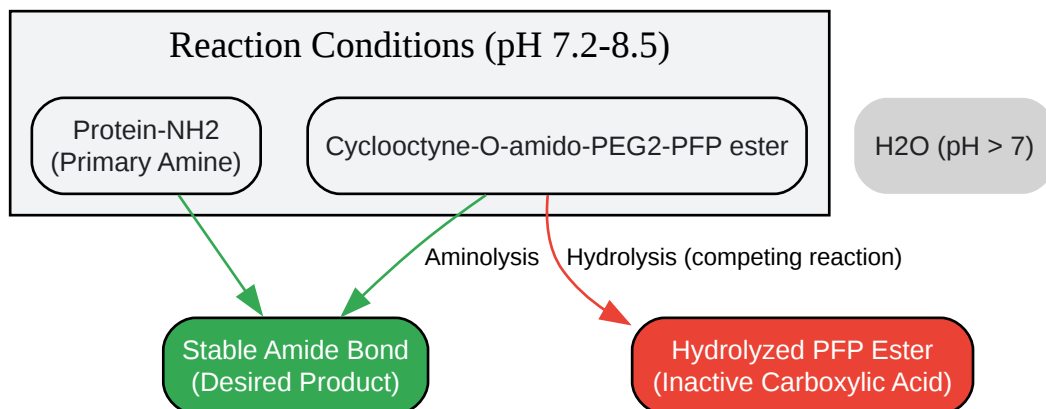 Reaction Conditions (pH 7.2-8.5)
Protein-NH2
(Primary Amine)
Cyclooctyne-O-amido-PEG2-PFP ester
H2O (pH > 7)
Aminolysis
Hydrolysis (competing reaction)
Stable Amide Bond
(Desired Product)
Hydrolyzed PFP Ester
(Inactive Carboxylic Acid)